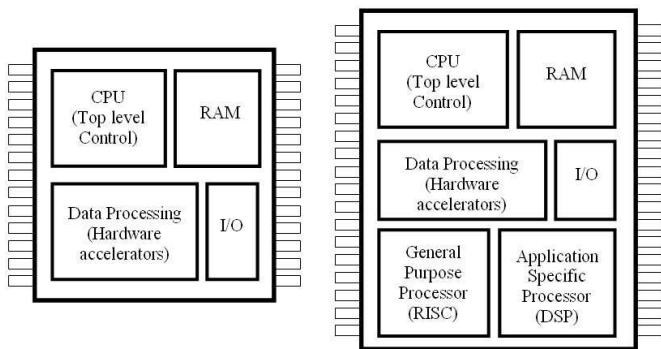 CPU
(Top level
Control)
RAM
Data Processing
(Hardware
accelerators)
I/O
CPU
(Top level
Control)
RAM
Data Processing
(Hardware
accelerators)
I/O
General
Purpose
Processor
(RISC)
Application
Specific
Processor
(DSP)